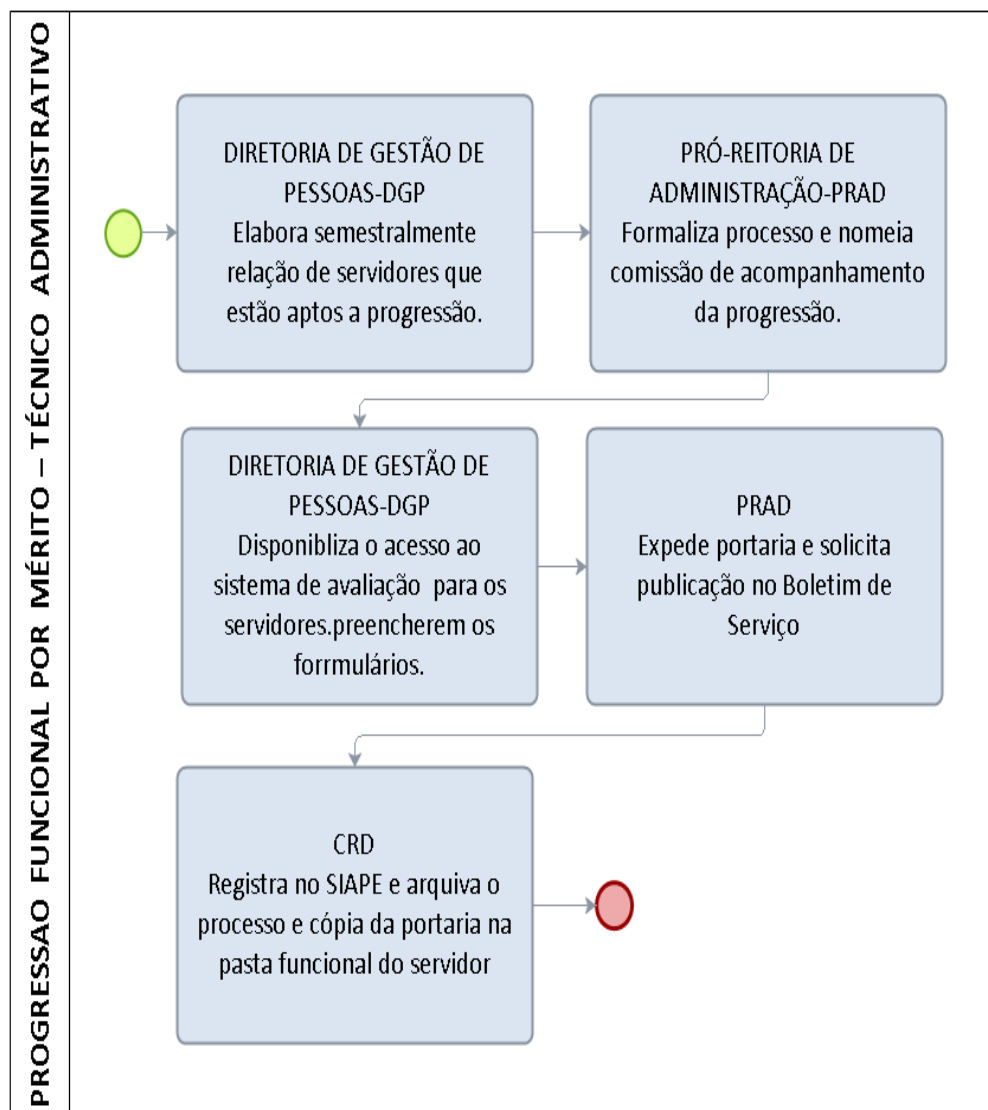 PROGRESSAO FUNCIONAL POR MÉRITO – TÉCNICO ADMINISTRATIVO
DIRETORIA DE GESTÃO DE
PESSOAS-DGP
Elabora semestralmente
relação de servidores que
estão aptos a progressão.
PRÓ-REITORIA DE
ADMINISTRAÇÃO-PRAD
Formaliza processo e nomeia
comissão de acompanhamento
da progressão.
DIRETORIA DE GESTÃO DE
PESSOAS-DGP
Disponibliza o acesso ao
sistema de avaliação para os
servidores.preencherem os
forrmulários.
PRAD
Expede portaria e solicita
publicação no Boletim de
Serviço
CRD
Registra no SIAPE e arquiva o
processo e cópia da portaria na
pasta funcional do servidor